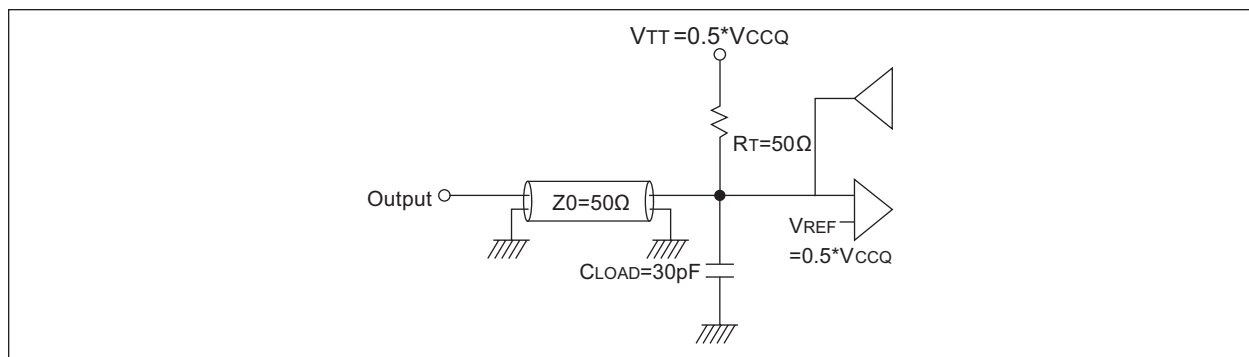 VTT =0.5*VCCQ
RT=50Ω
Output
Z0=50Ω
VREF
=0.5*VCCQ
CLOAD=30pF